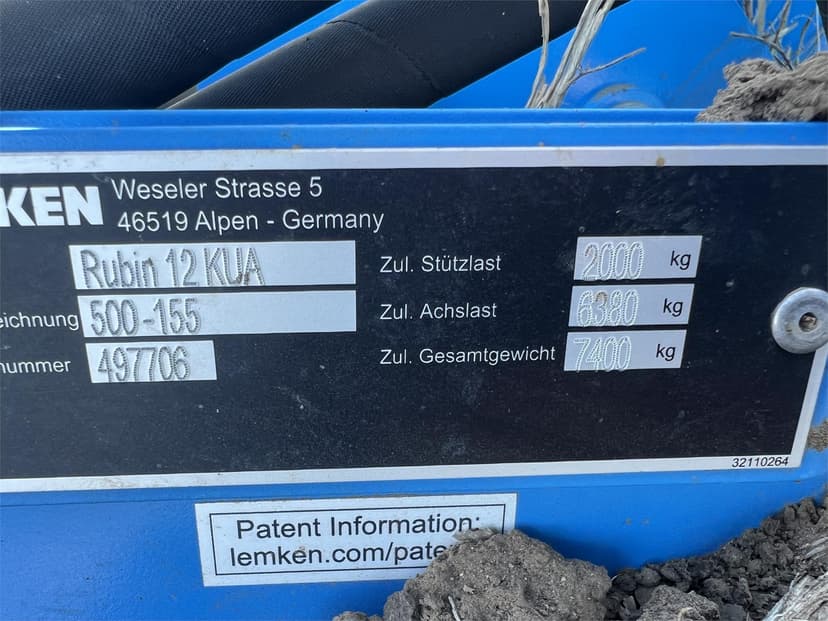 KEN
Weseler Strasse 5
46519 Alpen - Germany
Rubin 12 KUA
Zul. Stützlast 2000 kg
eichnung 500-155
Zul. Achslast 6380 kg
nummer 497706
Zul. Gesamtgewicht 7400 kg
32110264
Patent Information:
lemken.com/pate